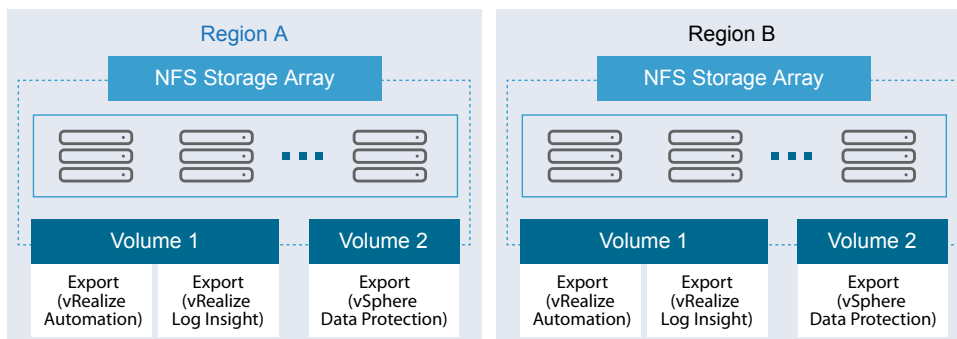 Region A
NFS Storage Array
Volume 1
Volume 2
Export
(vRealize
Automation)
Export
(vRealize
Log Insight)
Export
(vSphere
Data Protection)
Region B
NFS Storage Array
Volume 1
Volume 2
Export
(vRealize
Automation)
Export
(vRealize
Log Insight)
Export
(vSphere
Data Protection)